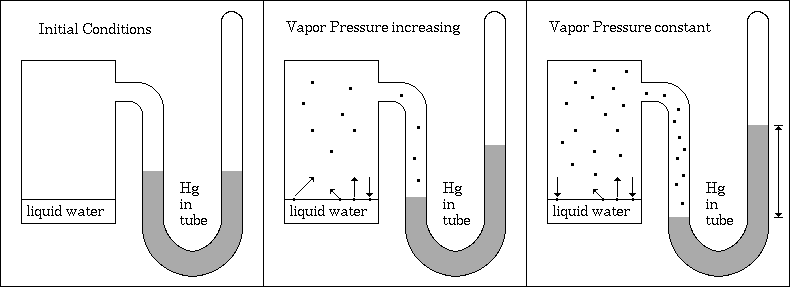 Initial Conditions
Hg
in
tube
liquid water
Vapor Pressure increasing
Hg
in
tube
liquid water
Vapor Pressure constant
Hg
in
tube
liquid water